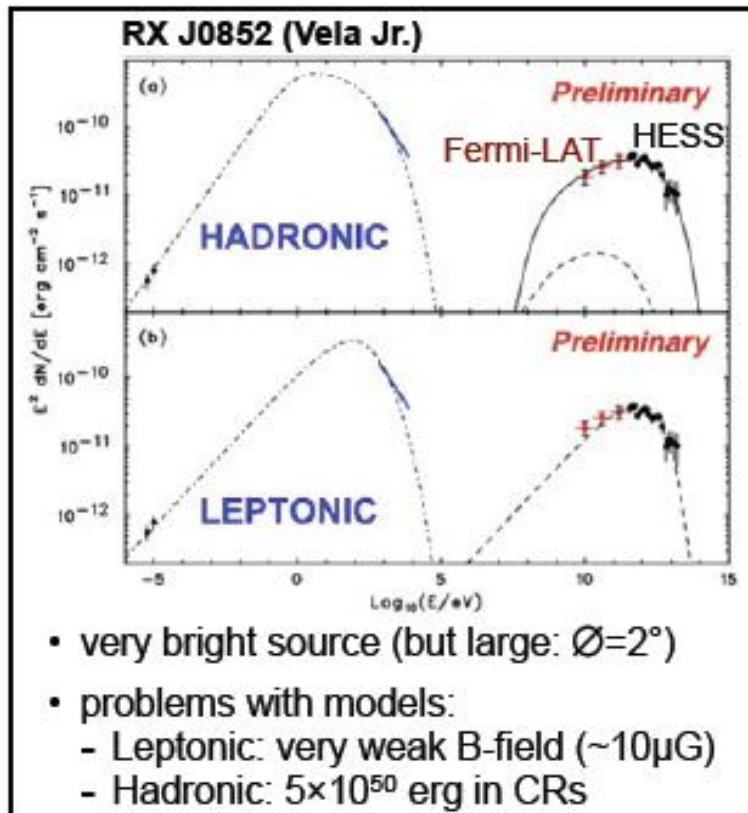 RX J0852 (Vela Jr.)
(a)
Preliminary
Fermi-LAT
HESS
HADRONIC
10⁻¹⁰
10⁻¹¹
10⁻¹²
E² dN/dE [erg cm⁻² s⁻¹]
(b)
Preliminary
LEPTONIC
10⁻¹⁰
10⁻¹¹
10⁻¹²
-5 0 5 10 15
Log₁₀(E/eV)
• very bright source (but large: Ø=2°)
• problems with models:
- Leptonic: very weak B-field (~10µG)
- Hadronic: 5×10⁵⁰ erg in CRs